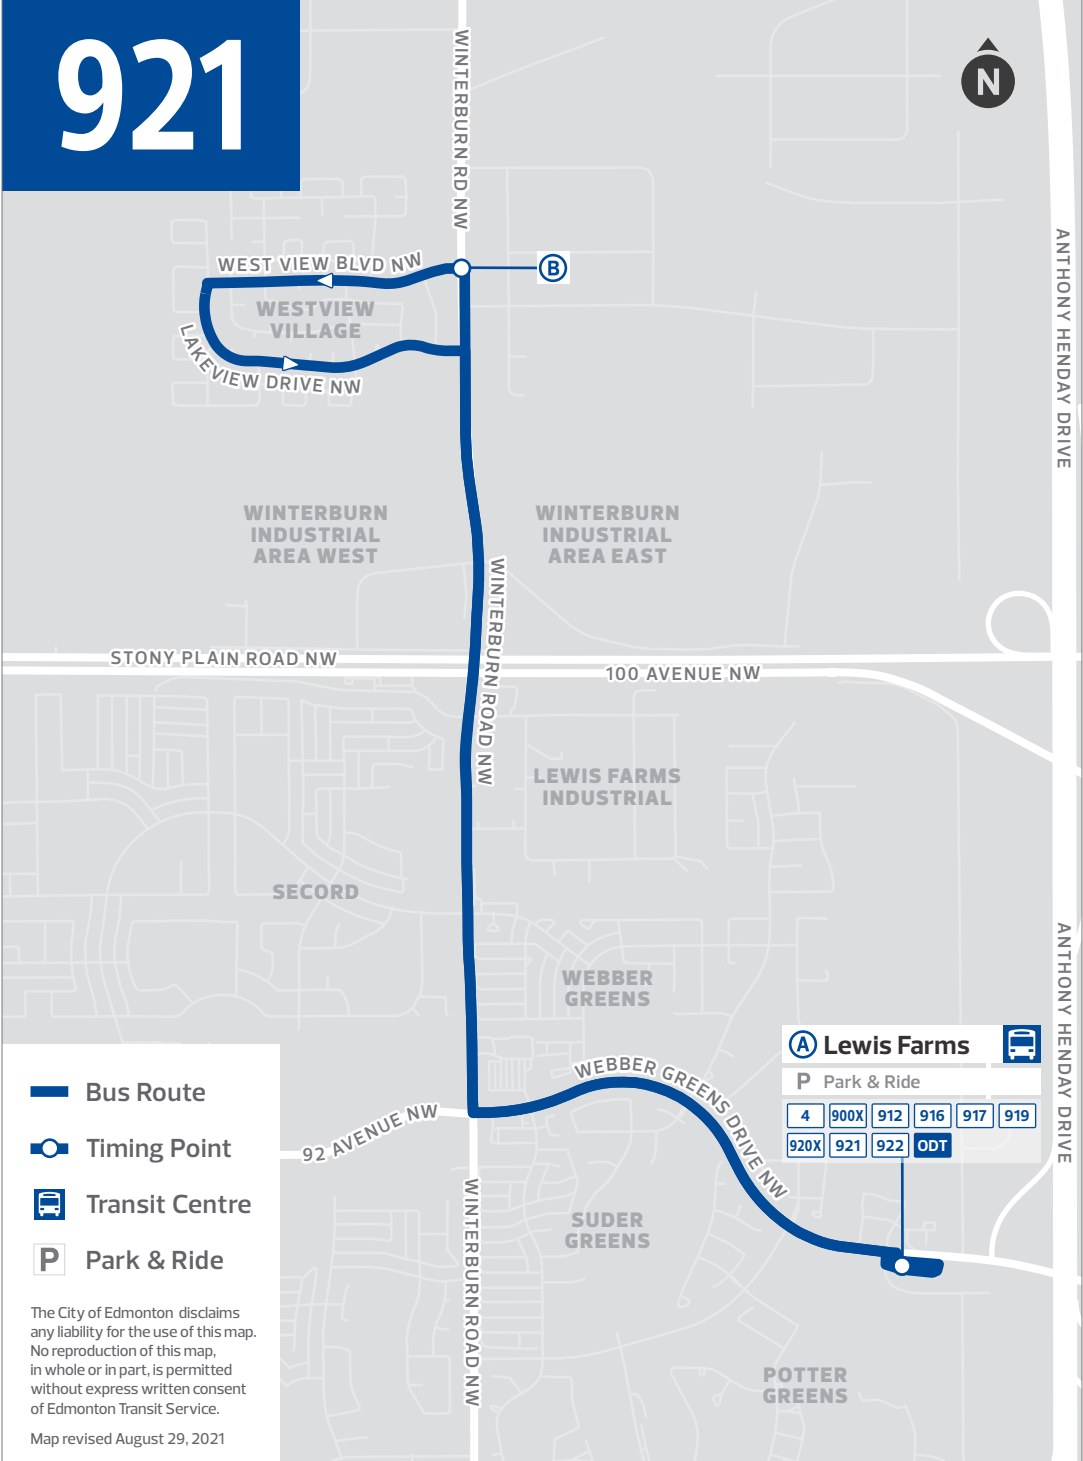 921
N
WINTERBURN RD NW
ANTHONY HENDAY DRIVE
WEST VIEW BLVD NW
B
WESTVIEW
VILLAGE
LAKEVIEW DRIVE NW
WINTERBURN
INDUSTRIAL
AREA WEST
WINTERBURN
INDUSTRIAL
AREA EAST
WINTERBURN ROAD NW
STONY PLAIN ROAD NW
100 AVENUE NW
LEWIS FARMS
INDUSTRIAL
SECORD
WEBBER
GREENS
ANTHONY HENDAY DRIVE
A Lewis Farms
P Park & Ride
4 900X 912 916 917 919
920X 921 922 ODT
WEBBER GREENS DRIVE NW
92 AVENUE NW
WINTERBURN ROAD NW
SUDER
GREENS
POTTER
GREENS
Bus Route
Timing Point
Transit Centre
P Park & Ride
The City of Edmonton disclaims
any liability for the use of this map.
No reproduction of this map,
in whole or in part, is permitted
without express written consent
of Edmonton Transit Service.
Map revised August 29, 2021